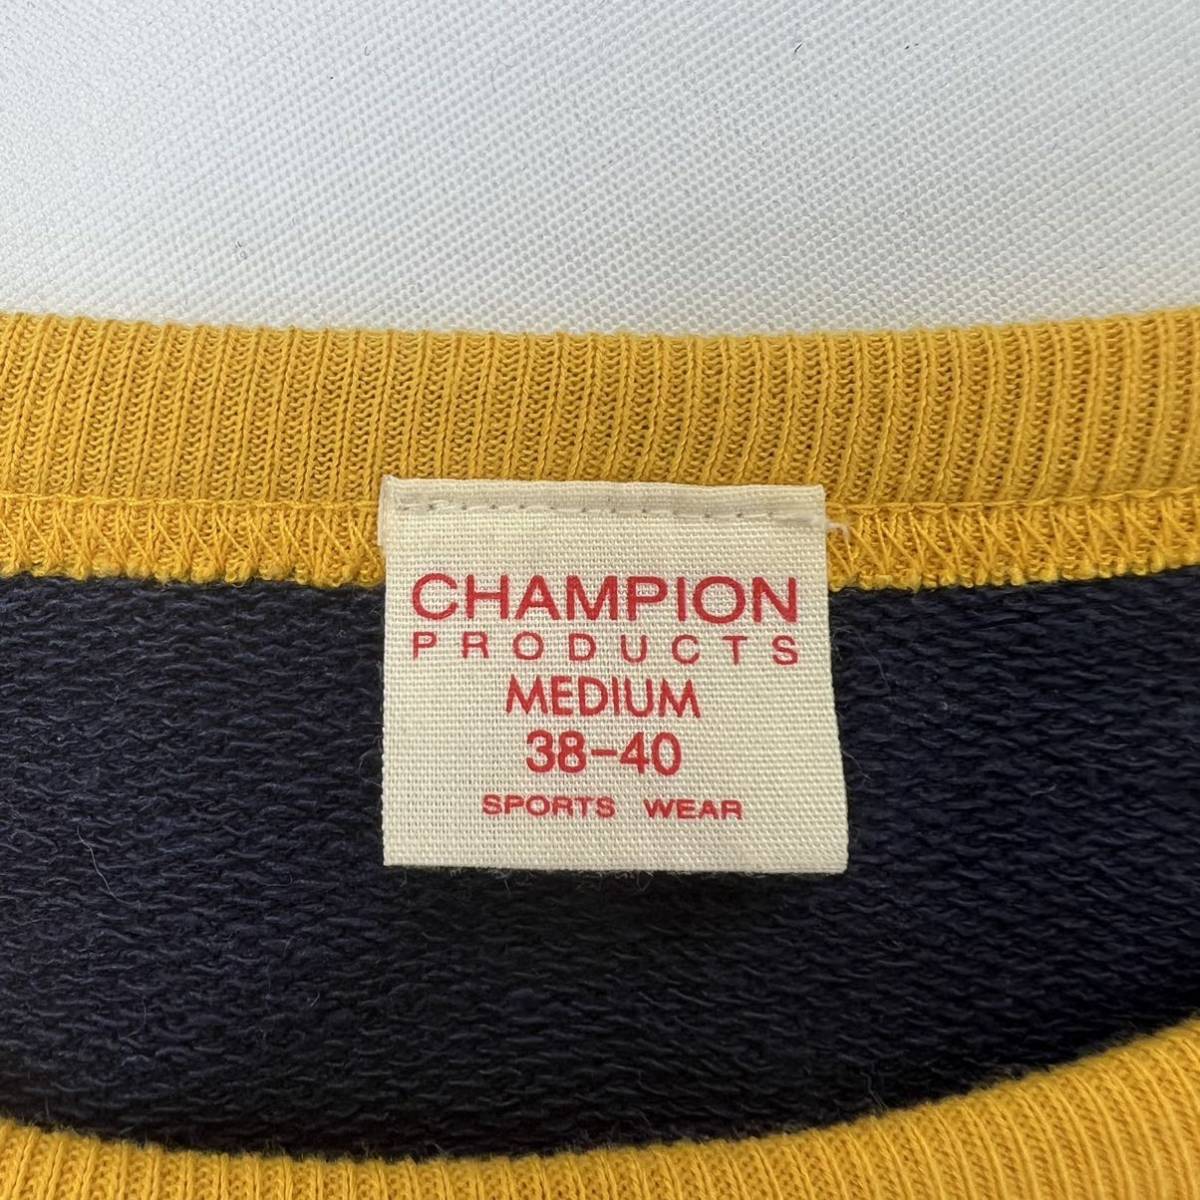 CHAMPION
PRODUCTS
MEDIUM
38-40
SPORTS WEAR